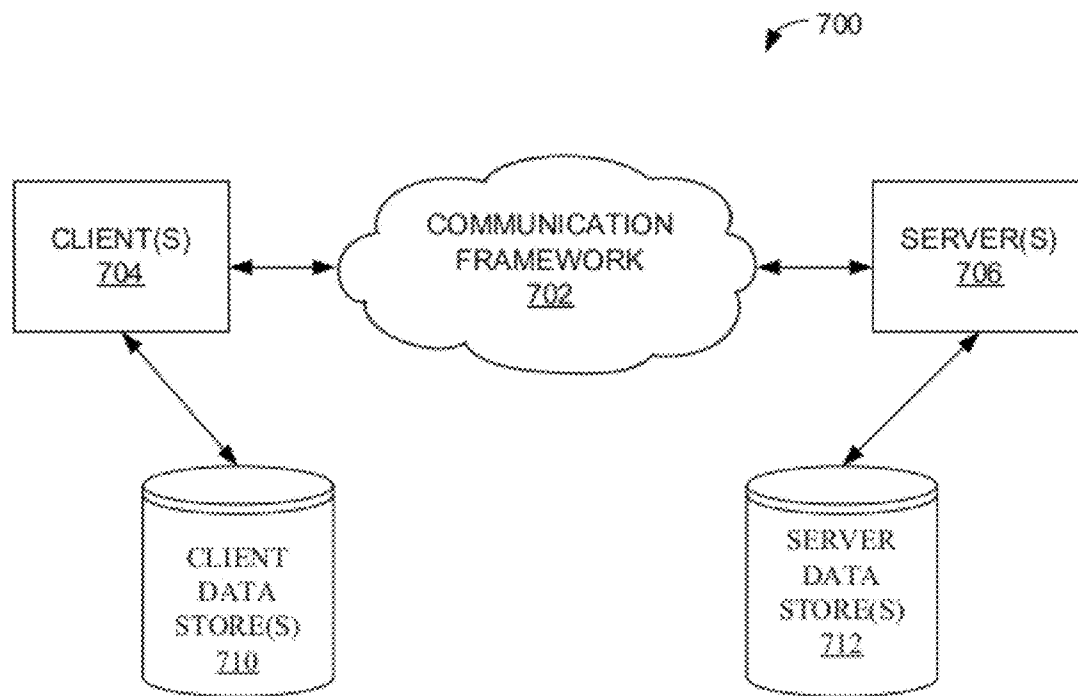 700
CLIENT(S)
704
COMMUNICATION
FRAMEWORK
702
SERVER(S)
706
CLIENT
DATA
STORE(S)
710
SERVER
DATA
STORE(S)
712